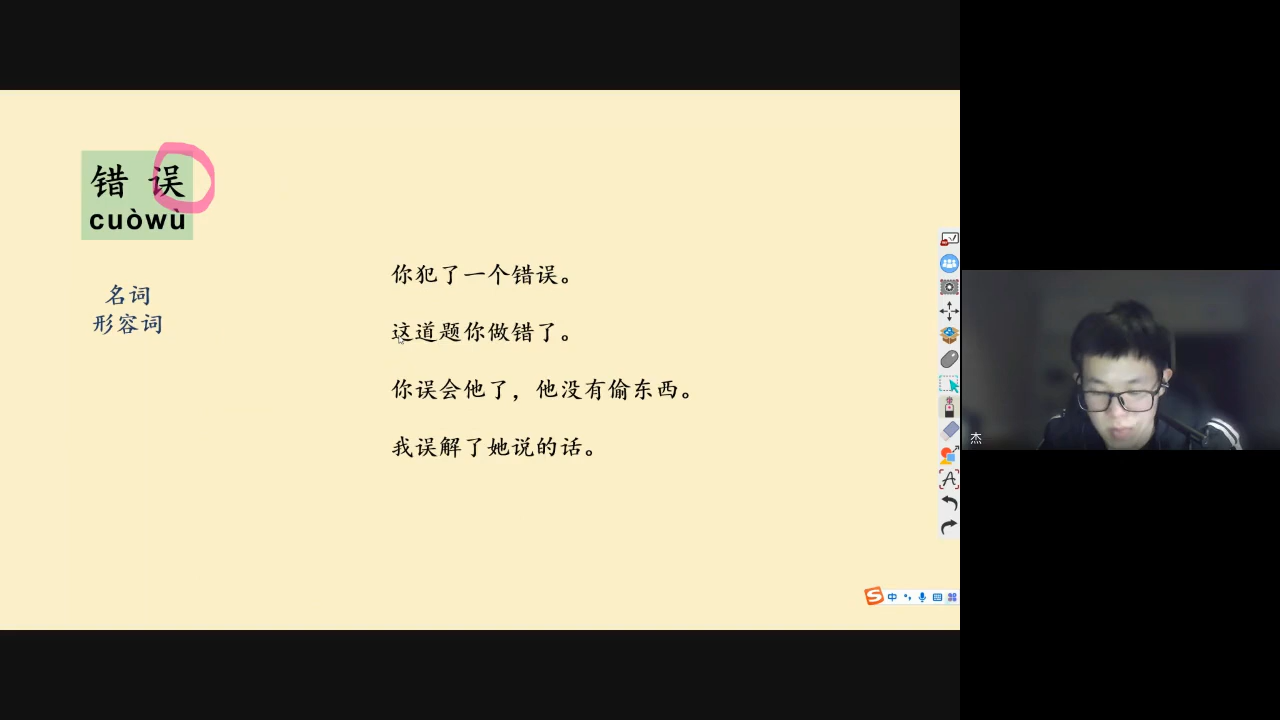 错误
cuòwù
名词
形容词
你犯了一个错误。
这道题你做错了。
你误会他了，他没有偷东西。
我误解了她说的话。
杰
中